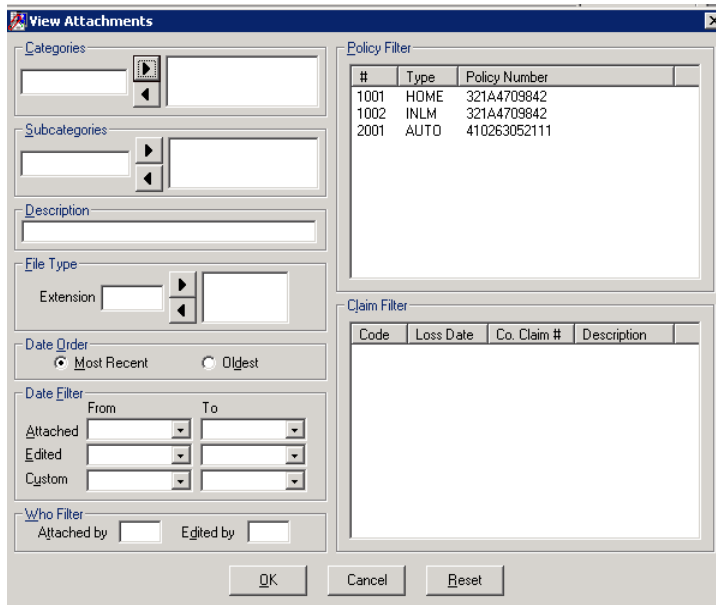 View Attachments
Categories
Subcategories
Description
File Type
Extension
Date Order
Most Recent Oldest
Date Filter
From To
Attached
Edited
Custom
Who Filter
Attached by Edited by
Policy Filter
# Type Policy Number
1001 HOME 321A4709842
1002 INLM 321A4709842
2001 AUTO 410263052111
Claim Filter
Code Loss Date Co. Claim # Description
OK Cancel Reset